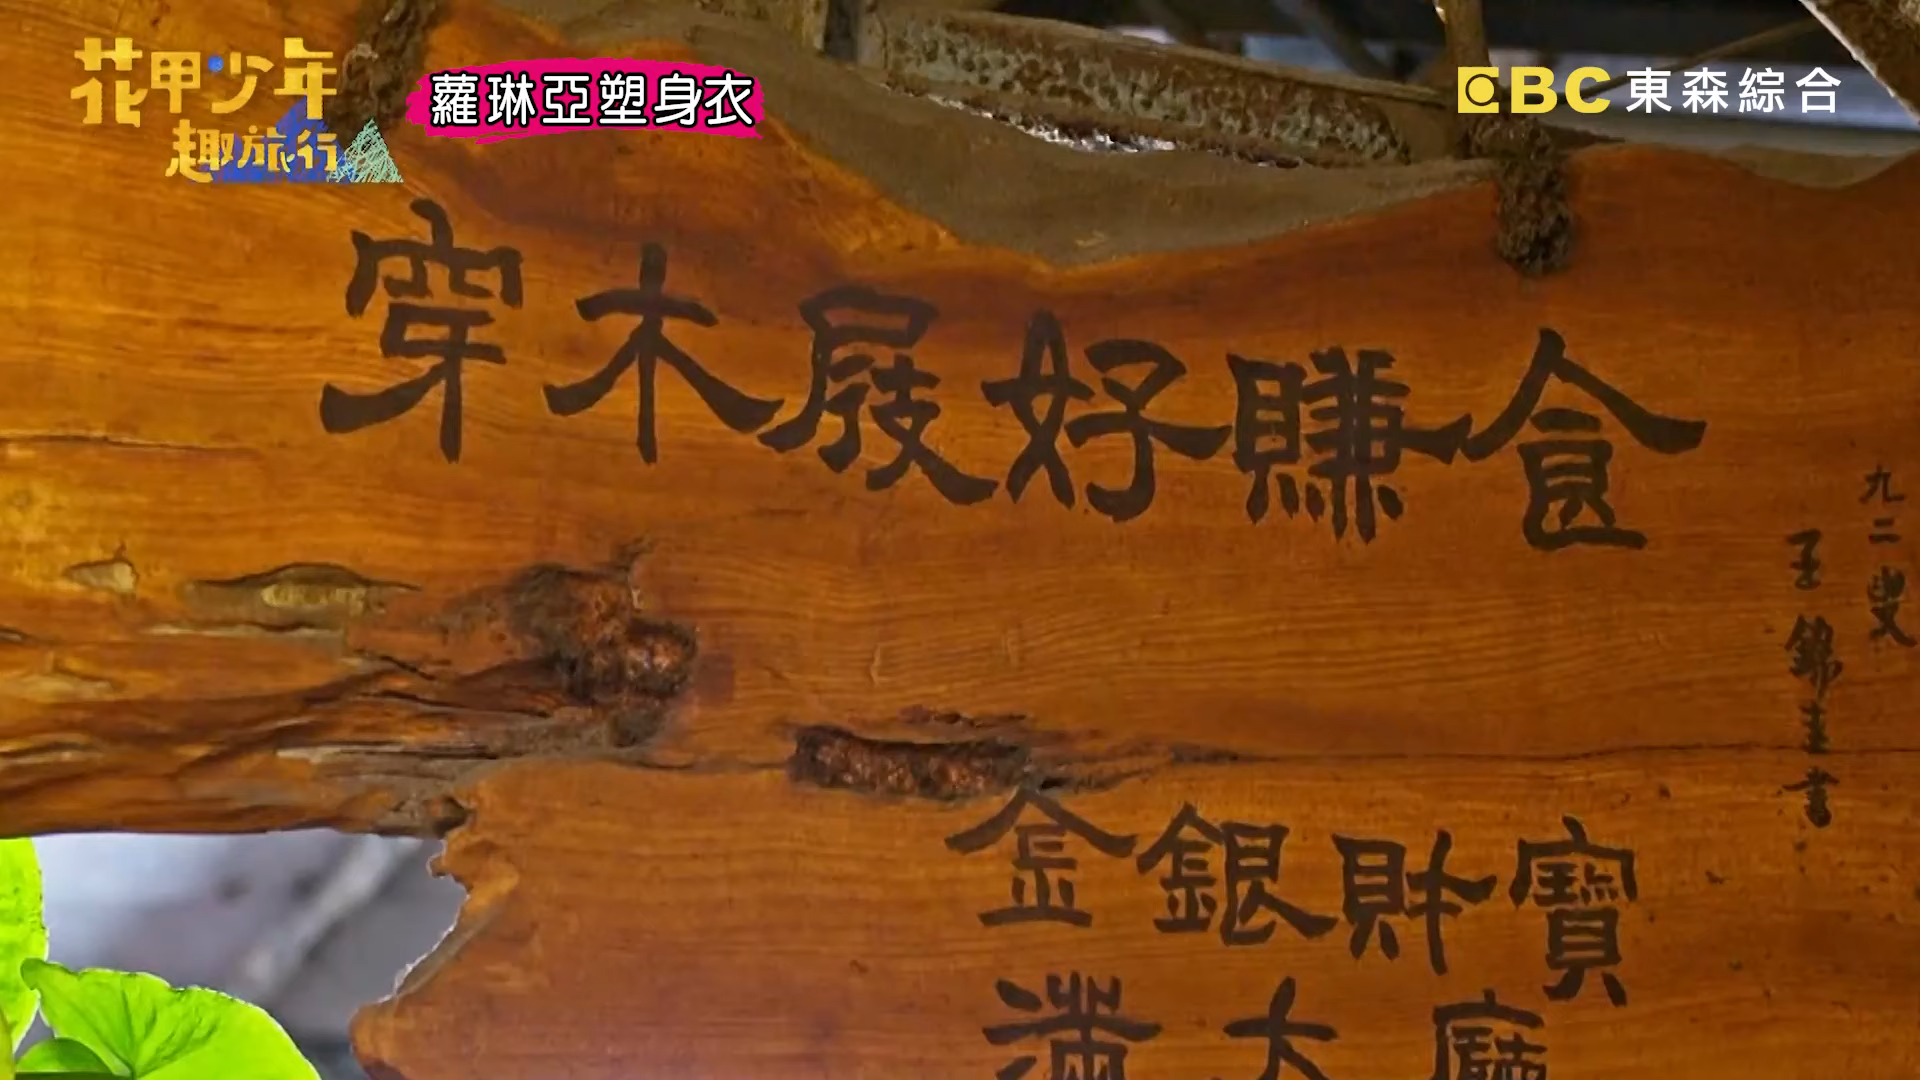 花甲少年
趣旅行
蘿琳亞塑身衣
EBC 東森綜合
穿木屐好賺食
九二叟
王錦圭書
金銀財寶
滿大廳